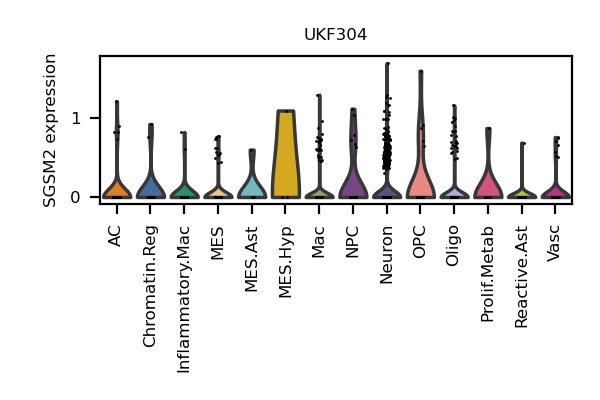 UKF304
SGSM2 expression
1
0
AC
Chromatin.Reg
Inflammatory.Mac
MES
MES.Ast
MES.Hyp
Mac
NPC
Neuron
OPC
Oligo
Prolif.Metab
Reactive.Ast
Vasc